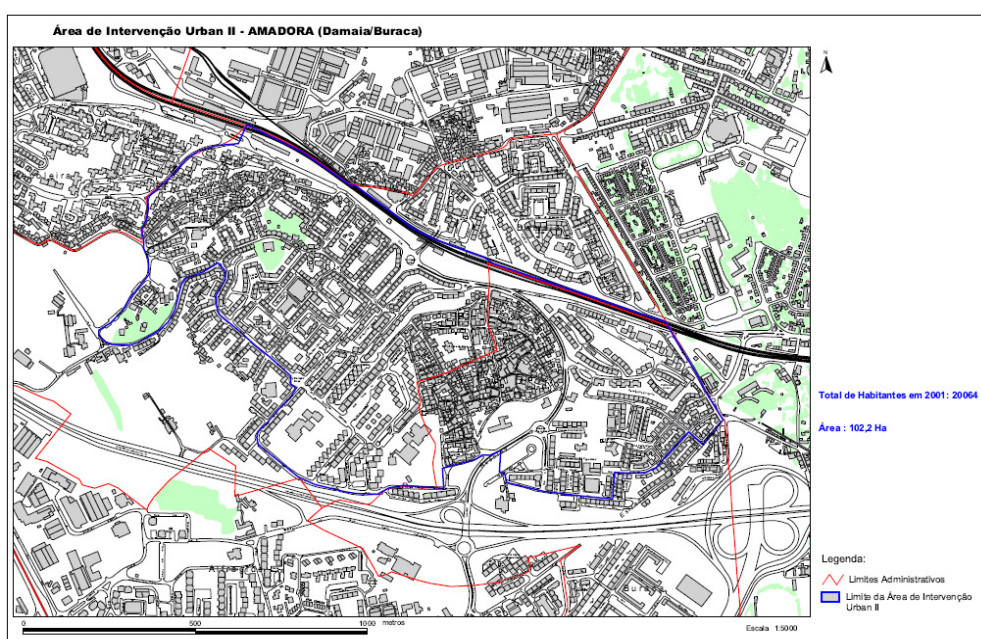 Área de Intervenção Urban II - AMADORA (Damaia/Buraca)
N
Total de Habitantes em 2001: 20064
Área : 102,2 Ha
Legenda:
Limites Administrativos
Limite da Área de Intervenção
Urban II
0 500 1000 metros
Escala 1:5000